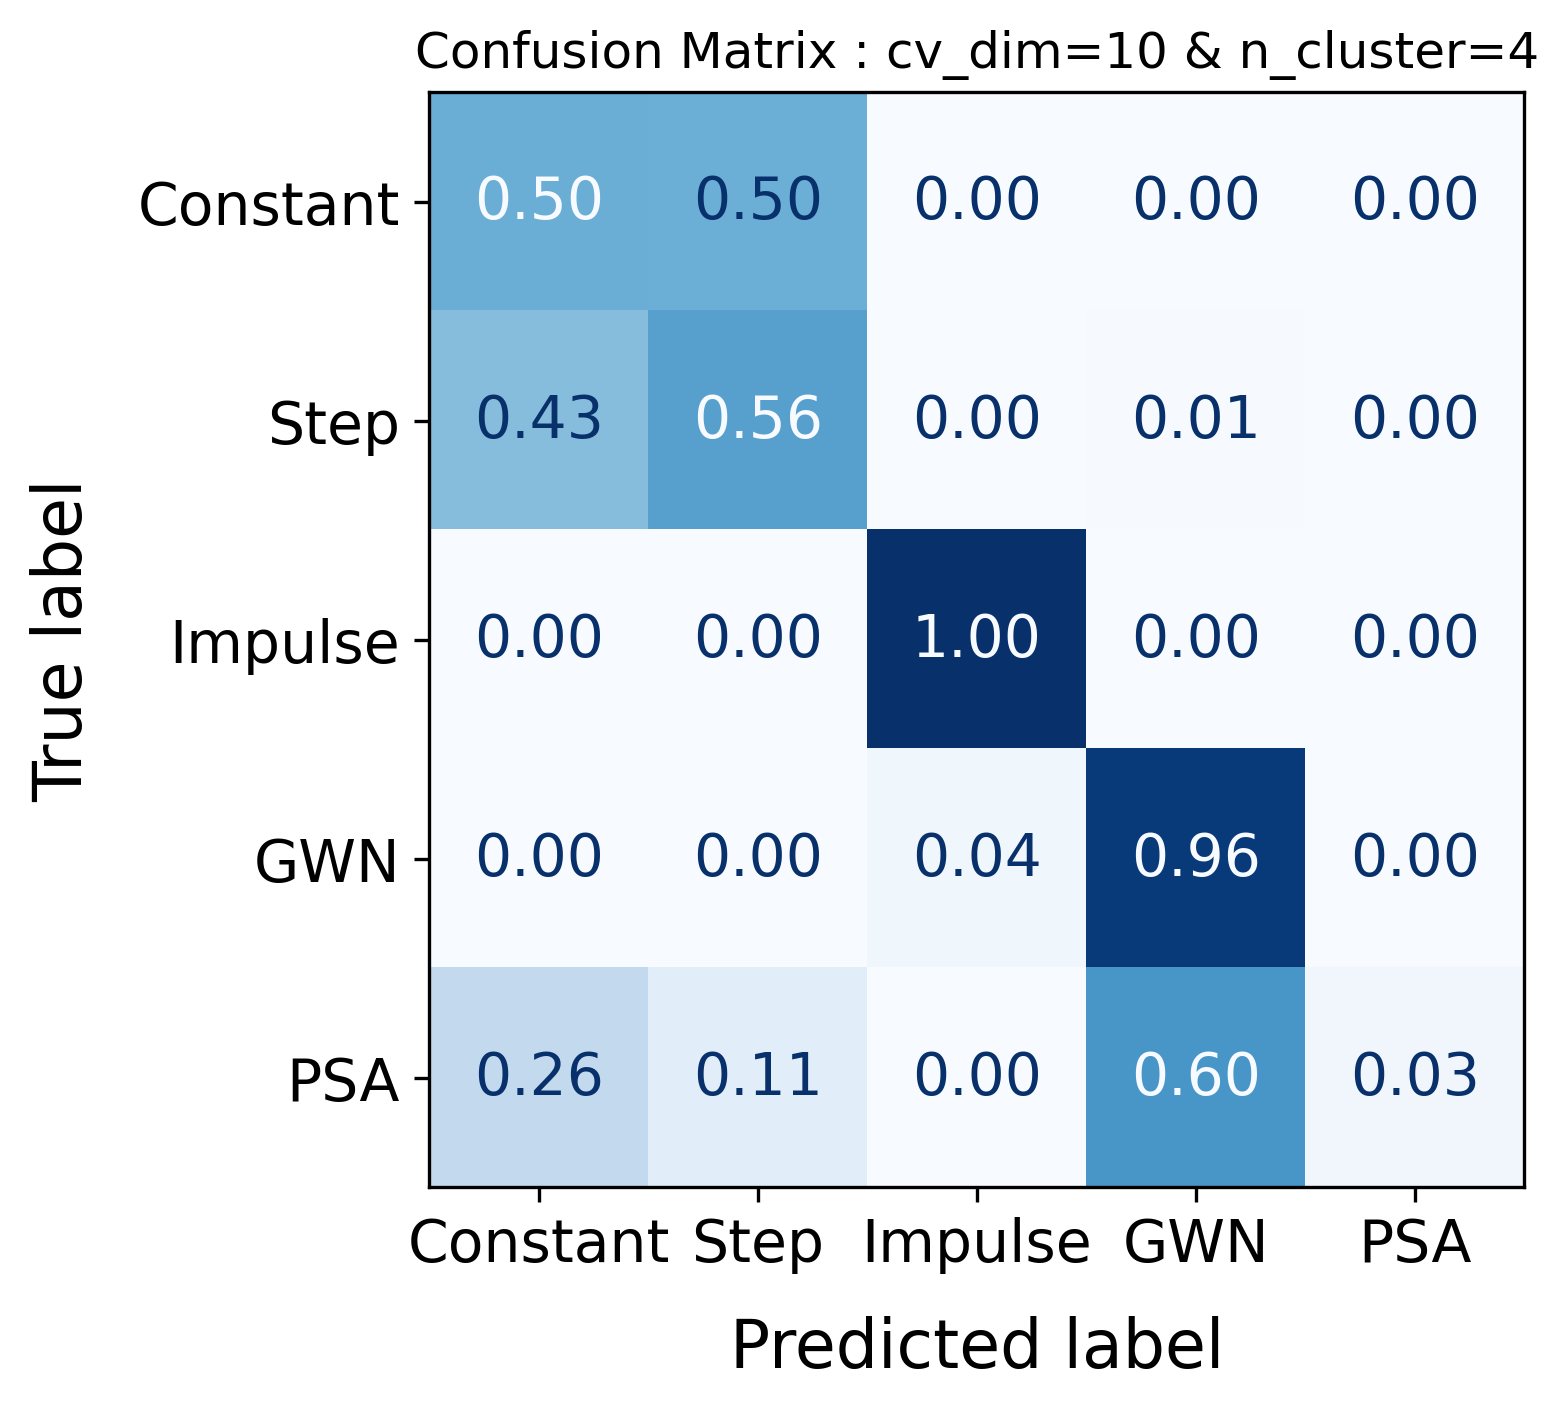 Confusion Matrix : cv_dim=10 & n_cluster=4
True label
Constant 0.50 0.50 0.00 0.00 0.00
Step 0.43 0.56 0.00 0.01 0.00
Impulse 0.00 0.00 1.00 0.00 0.00
GWN 0.00 0.00 0.04 0.96 0.00
PSA 0.26 0.11 0.00 0.60 0.03
Constant Step Impulse GWN PSA
Predicted label